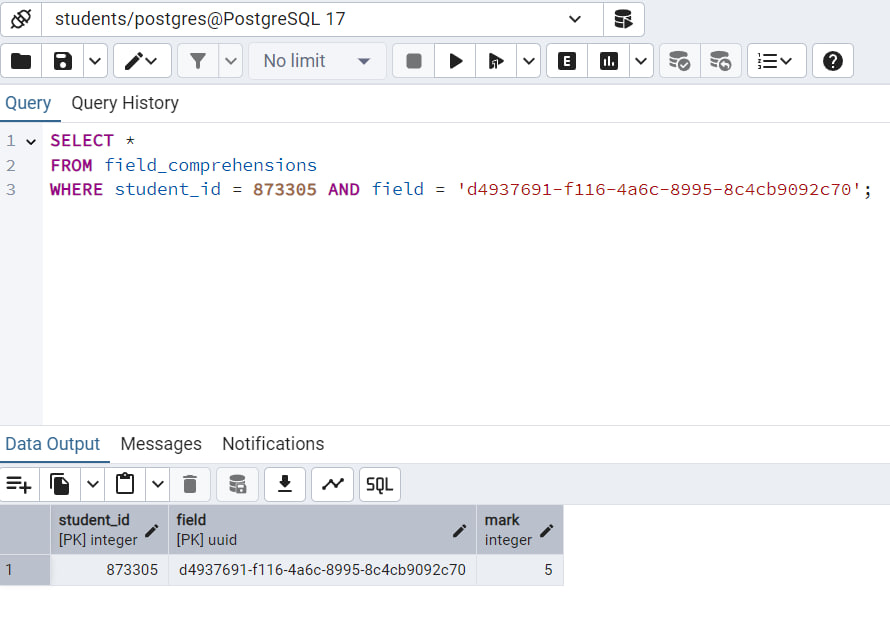 students/postgres@PostgreSQL 17
No limit
E
Query Query History
1 SELECT *
2 FROM field_comprehensions
3 WHERE student_id = 873305 AND field = 'd4937691-f116-4a6c-8995-8c4cb9092c70';
Data Output Messages Notifications
SQL
student_id field mark
[PK] integer [PK] uuid integer
1 873305 d4937691-f116-4a6c-8995-8c4cb9092c70 5